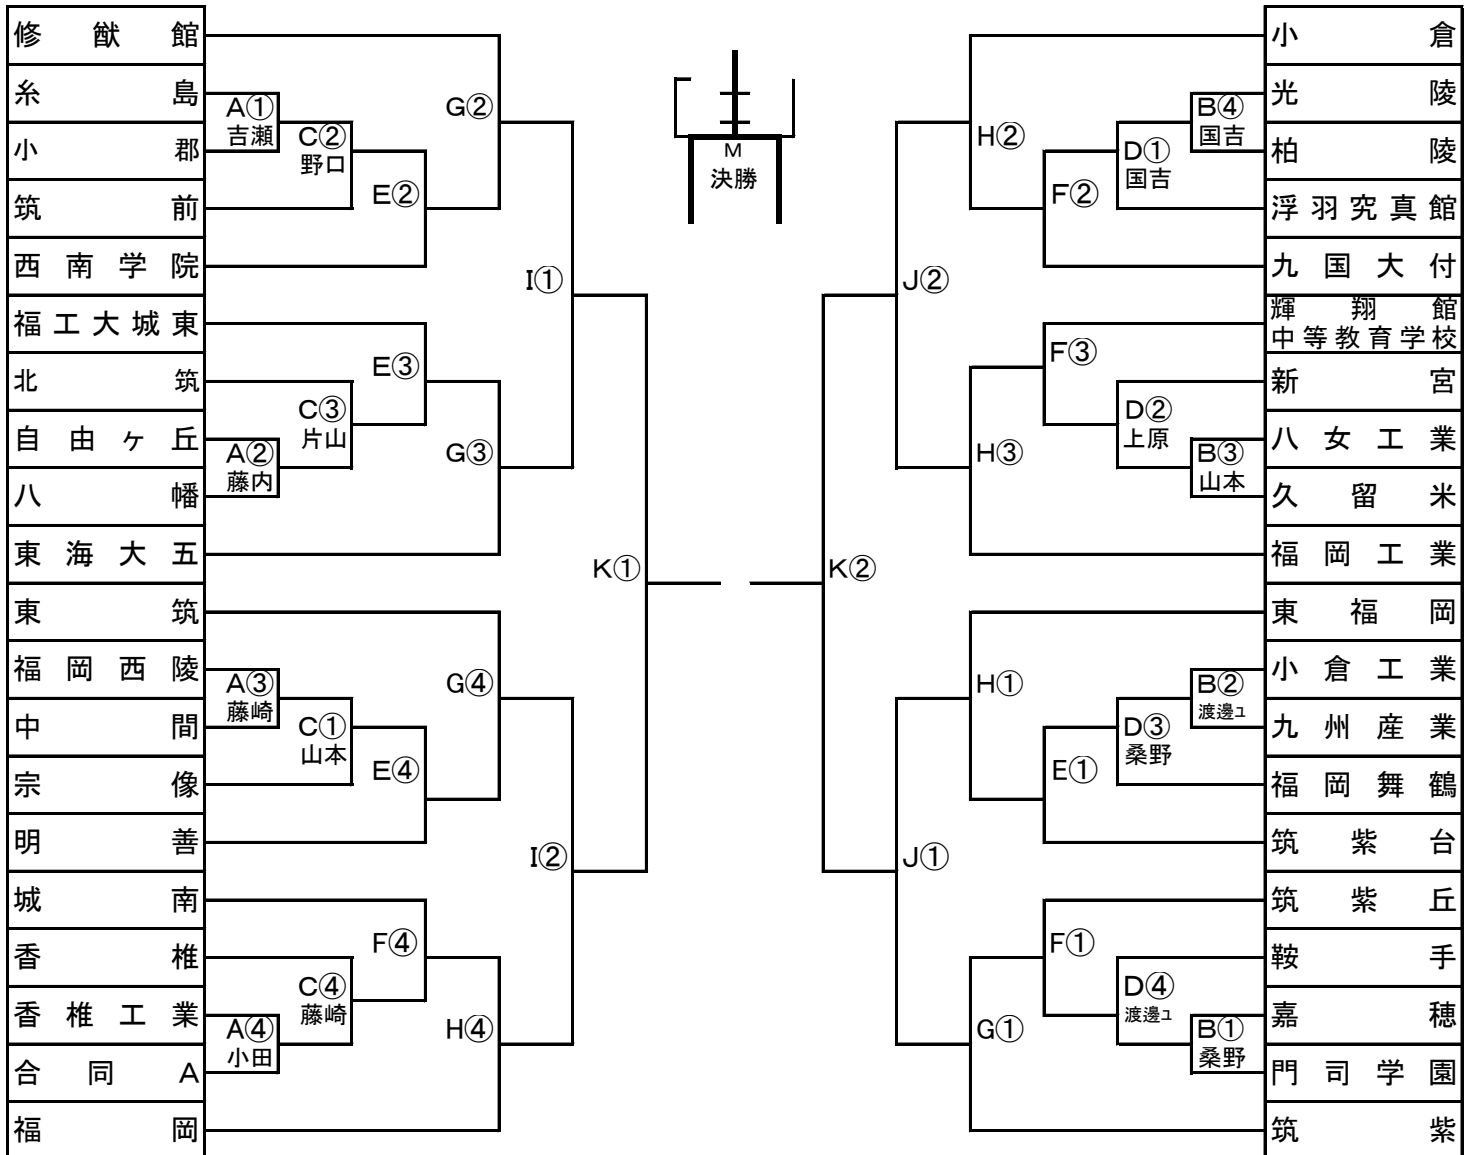 修猷館
糸島
小郡
筑前
西南学院
福工大城東
北筑
自由ヶ丘
八幡
東海大五
東筑
福岡西陵
中間
宗像
明善
城南
香椎
香椎工業
合同A
福岡
A①
吉瀬
A②
藤内
A③
藤崎
A④
小田
C②
野口
C③
片山
C①
山本
C④
藤崎
E②
E③
E④
F④
G②
G③
G④
H④
I①
I②
K①
M
決勝
K②
J②
J①
H②
H③
H①
G①
F②
F③
E①
F①
D①
国吉
D②
上原
D③
桑野
D④
渡邊ユ
B④
国吉
B③
山本
B②
渡邊ユ
B①
桑野
小倉
光陵
柏陵
浮羽究真館
九国大付
輝翔館
中等教育学校
新宮
八女工業
久留米
福岡工業
東福岡
小倉工業
九州産業
福岡舞鶴
筑紫台
筑紫丘
鞍手
嘉穂
門司学園
筑紫